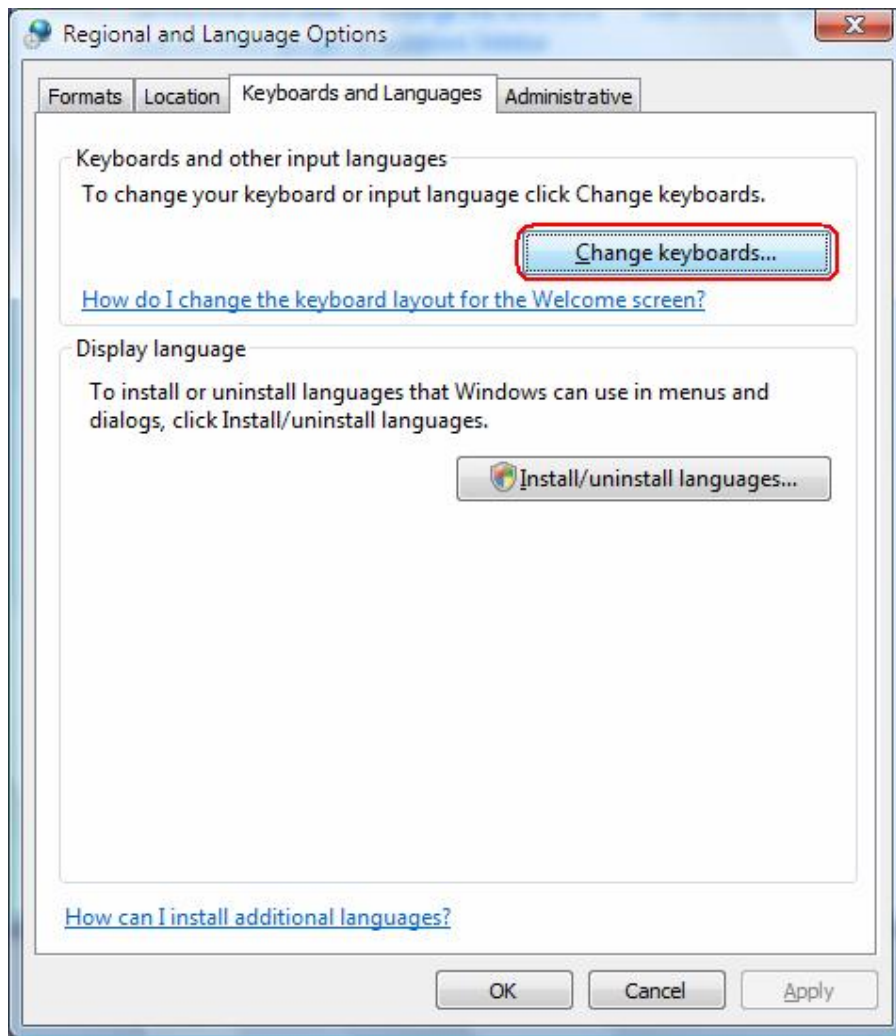 Regional and Language Options
Formats Location Keyboards and Languages Administrative
Keyboards and other input languages
To change your keyboard or input language click Change keyboards.
Change keyboards...
How do I change the keyboard layout for the Welcome screen?
Display language
To install or uninstall languages that Windows can use in menus and
dialogs, click Install/uninstall languages.
Install/uninstall languages...
How can I install additional languages?
OK Cancel Apply